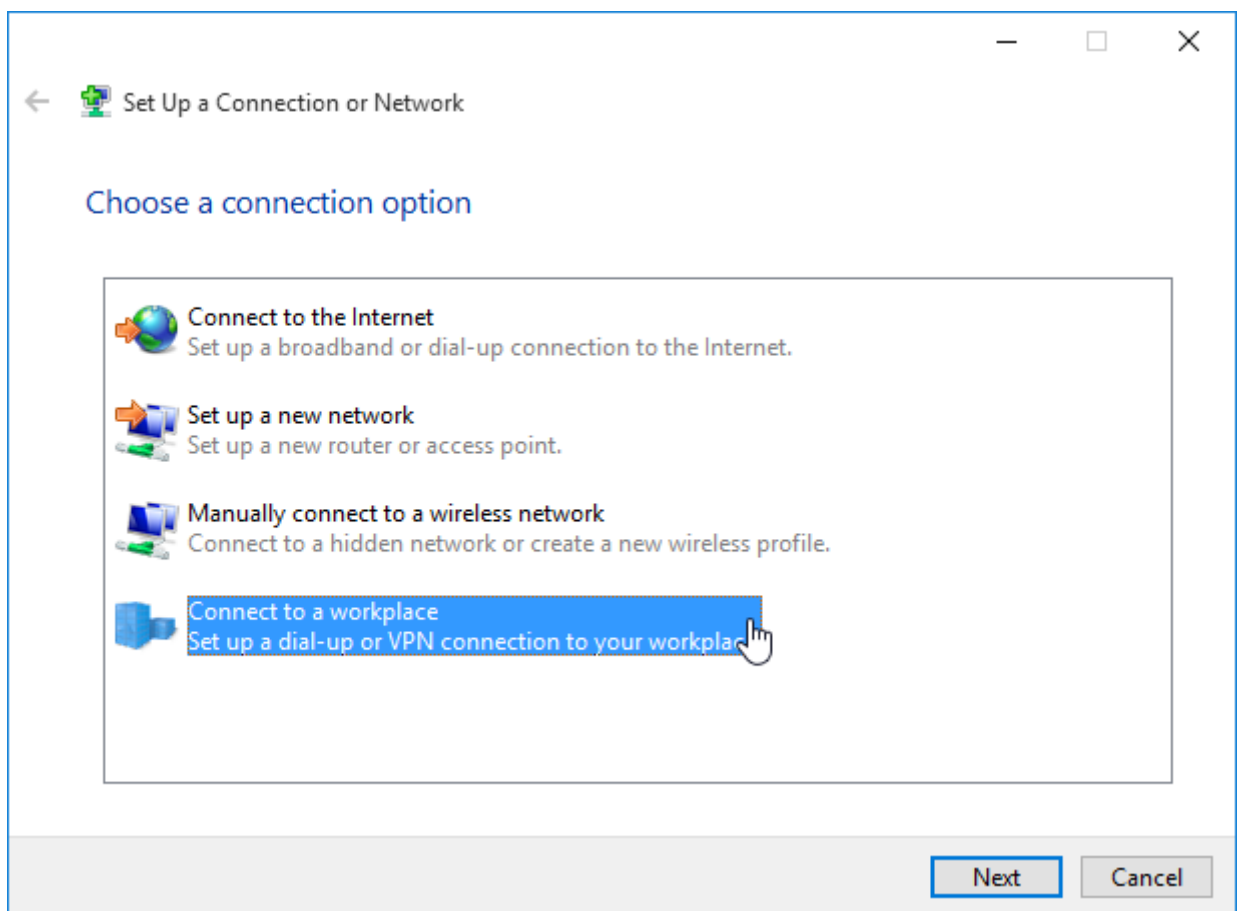 Set Up a Connection or Network
Choose a connection option
Connect to the Internet
Set up a broadband or dial-up connection to the Internet.
Set up a new network
Set up a new router or access point.
Manually connect to a wireless network
Connect to a hidden network or create a new wireless profile.
Connect to a workplace
Set up a dial-up or VPN connection to your
Next
Cancel